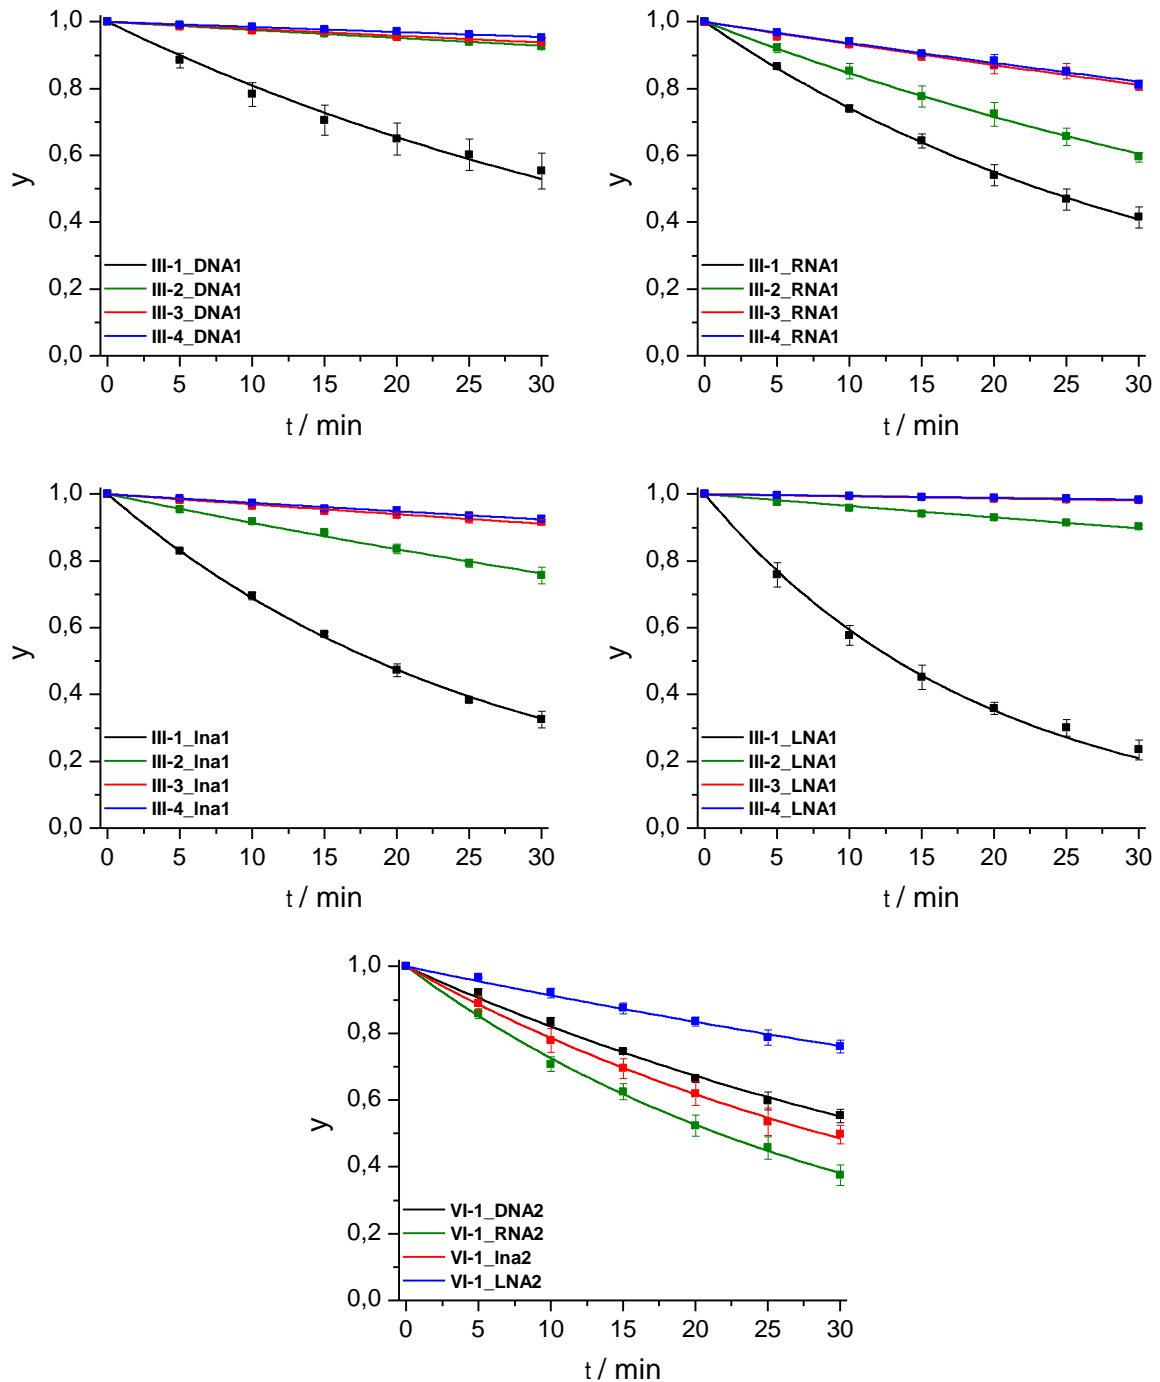 1,0
0,8
0,6
0,4
0,2
0,0
y
III-1_DNA1
III-2_DNA1
III-3_DNA1
III-4_DNA1
0 5 10 15 20 25 30
t / min
1,0
0,8
0,6
0,4
0,2
0,0
y
III-1_RNA1
III-2_RNA1
III-3_RNA1
III-4_RNA1
0 5 10 15 20 25 30
t / min
1,0
0,8
0,6
0,4
0,2
0,0
y
III-1_lna1
III-2_lna1
III-3_lna1
III-4_lna1
0 5 10 15 20 25 30
t / min
1,0
0,8
0,6
0,4
0,2
0,0
y
III-1_LNA1
III-2_LNA1
III-3_LNA1
III-4_LNA1
0 5 10 15 20 25 30
t / min
1,0
0,8
0,6
0,4
0,2
0,0
y
VI-1_DNA2
VI-1_RNA2
VI-1_lna2
VI-1_LNA2
0 5 10 15 20 25 30
t / min